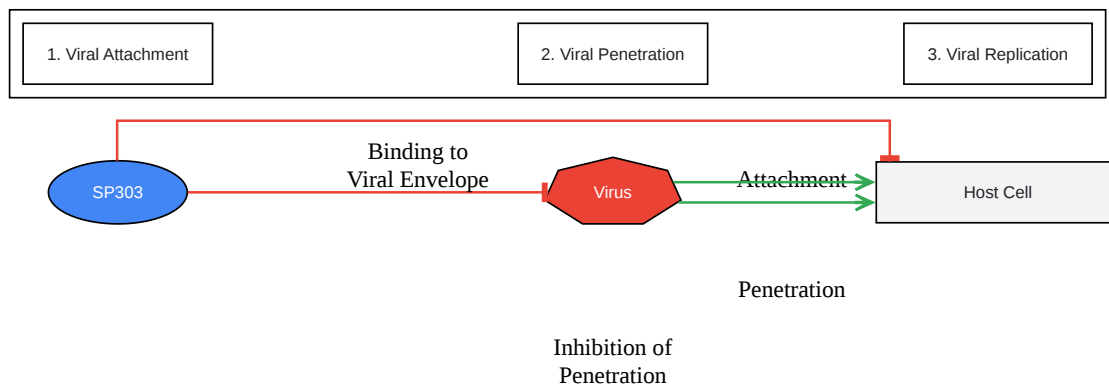 1. Viral Attachment
2. Viral Penetration
3. Viral Replication
Binding to
Viral Envelope
SP303
Virus
Attachment
Host Cell
Penetration
Inhibition of
Penetration